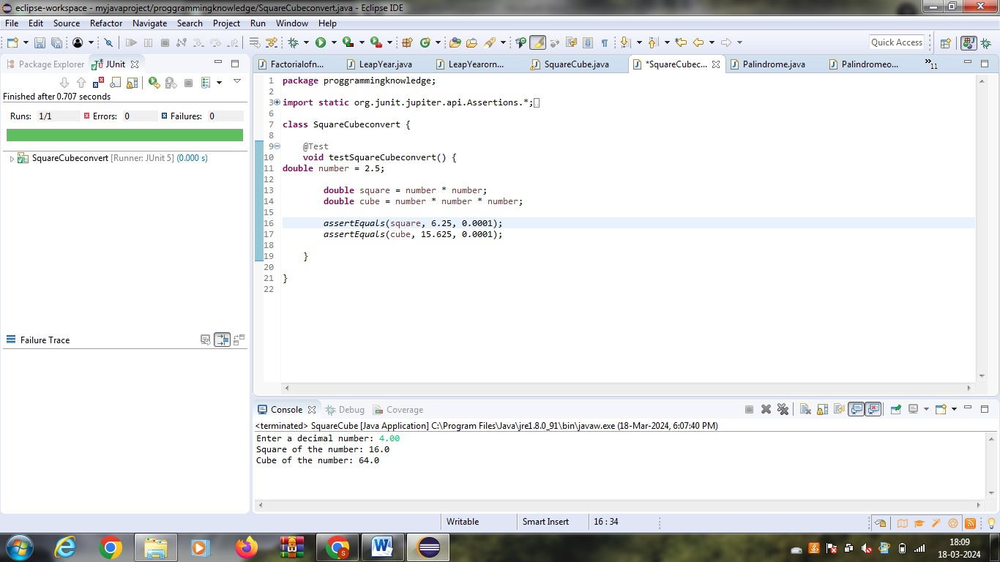 eclipse-workspace - myjavaproject/proggrammingknowledge/SquareCubeconvert.java - Eclipse IDE
File Edit Source Refactor Navigate Search Project Run Window Help
Quick Access
Package Explorer JUnit
Finished after 0.707 seconds
Runs: 1/1 Errors: 0 Failures: 0
SquareCubeconvert [Runner: JUnit 5] (0.000 s)
Failure Trace
Factorialofn... LeapYear.java LeapYearorn... SquareCube.java *SquareCubec... Palindrome.java Palindromeo... »11
1 package proggrammingknowledge;
2
3 import static org.junit.jupiter.api.Assertions.*;
6
7 class SquareCubeconvert {
8
9 @Test
10 void testSquareCubeconvert() {
11 double number = 2.5;
12
13 double square = number * number;
14 double cube = number * number * number;
15
16 assertEquals(square, 6.25, 0.0001);
17 assertEquals(cube, 15.625, 0.0001);
18
19 }
20
21 }
22
Console Debug Coverage
<terminated> SquareCube [Java Application] C:\Program Files\Java\jre1.8.0_91\bin\javaw.exe (18-Mar-2024, 6:07:40 PM)
Enter a decimal number: 4.00
Square of the number: 16.0
Cube of the number: 64.0
Writable Smart Insert 16 : 34
18:09
18-03-2024